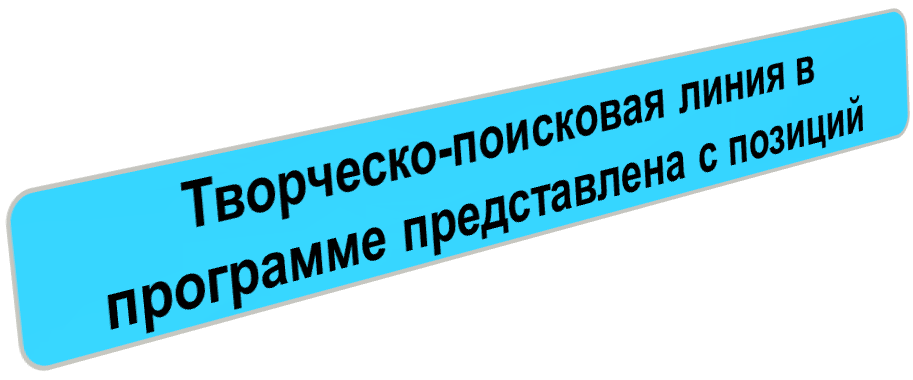 Творческо-поисковая линия в
программе представлена с позиций